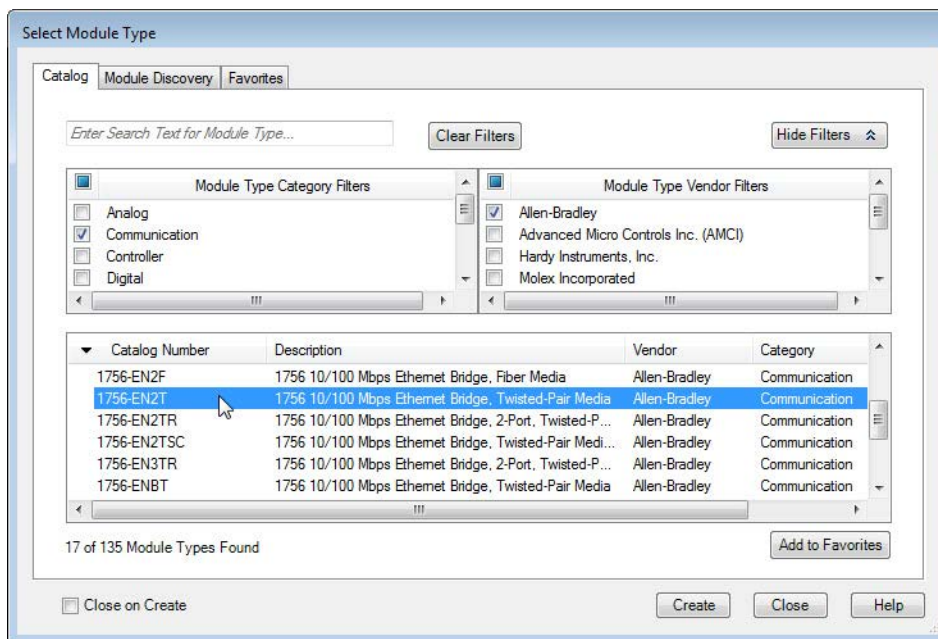 Select Module Type
Catalog Module Discovery Favorites
Enter Search Text for Module Type... Clear Filters Hide Filters
Module Type Category Filters Module Type Vendor Filters
Analog Allen-Bradley
Communication Advanced Micro Controls Inc. (AMCI)
Controller Hardy Instruments, Inc.
Digital Molex Incorporated
Catalog Number Description Vendor Category
1756-EN2F 1756 10/100 Mbps Ethernet Bridge, Fiber Media Allen-Bradley Communication
1756-EN2T 1756 10/100 Mbps Ethernet Bridge, Twisted-Pair Media Allen-Bradley Communication
1756-EN2TR 1756 10/100 Mbps Ethernet Bridge, 2-Port, Twisted-P... Allen-Bradley Communication
1756-EN2TSC 1756 10/100 Mbps Ethernet Bridge, Twisted-Pair Medi... Allen-Bradley Communication
1756-EN3TR 1756 10/100 Mbps Ethernet Bridge, 2-Port, Twisted-P... Allen-Bradley Communication
1756-ENBT 1756 10/100 Mbps Ethernet Bridge, Twisted-Pair Media Allen-Bradley Communication
17 of 135 Module Types Found Add to Favorites
Close on Create Create Close Help